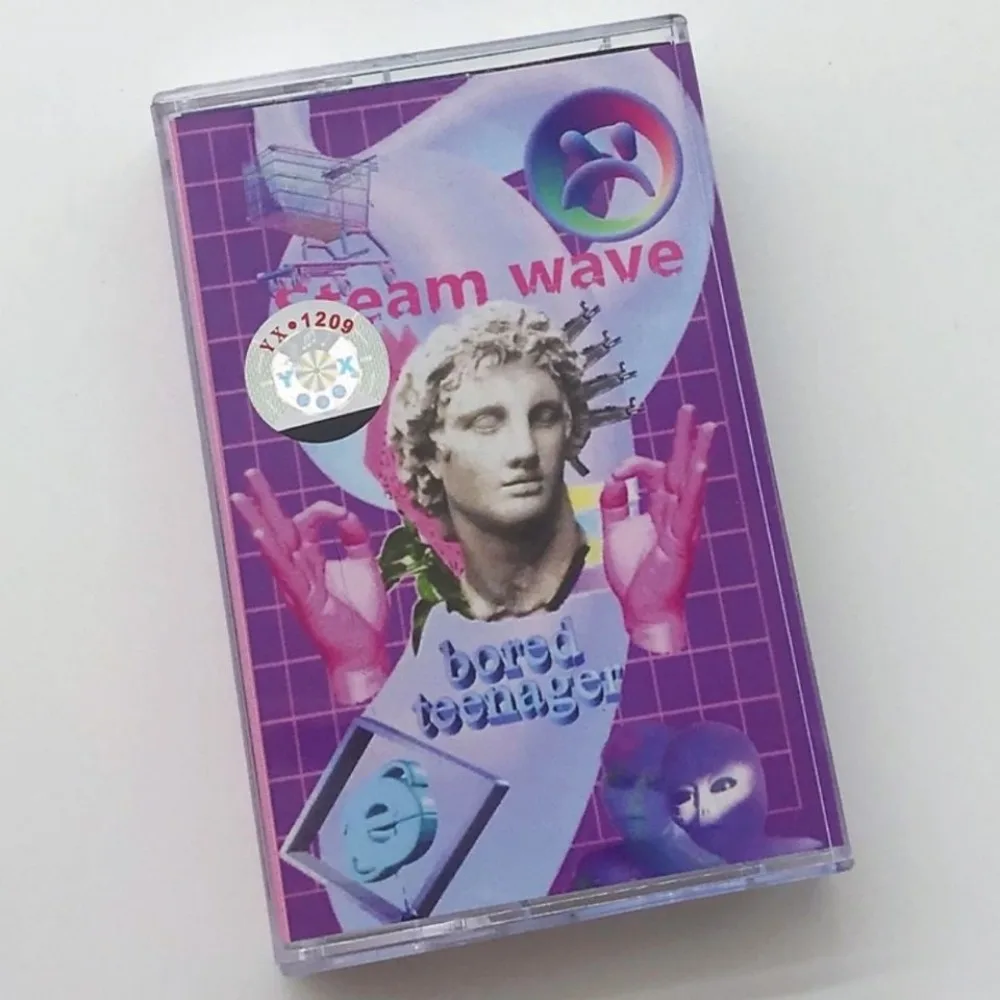 Steam wave
YX•1209
Y X
bored
teenager
e